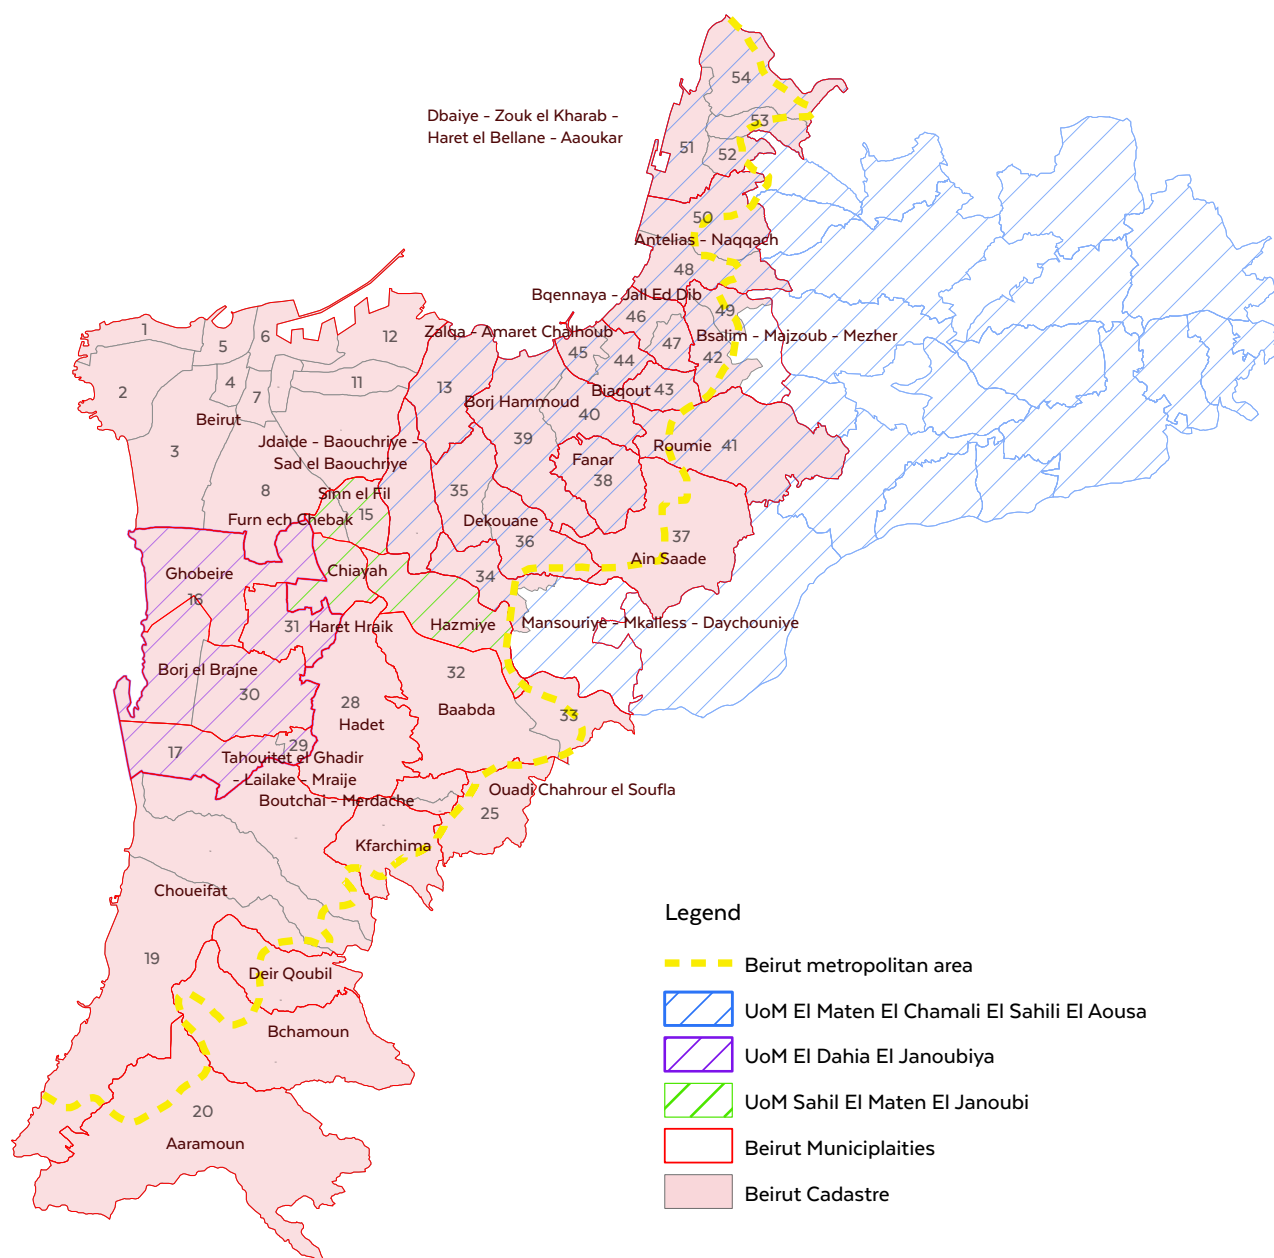 54
Dbaiye - Zouk el Kharab -
Haret el Bellane - Aaoukar
53
51
52
50
Antelias - Naqqach
48
Bqennaya - Jall Ed Dib
49
46
Zalqa - Amaret Chalhoub
Bsalim - Majzoub - Mezher
1
6
12
5
47
45
44
42
4
11
13
2
7
43
Biaqout
Borj Hammoud
40
Beirut
39
Jdaide - Baouchriye -
Sad el Baouchriye
Roumie
41
3
Fanar
38
8
Sinn el Fil
35
15
Furn ech Chebak
Dekouane
36
37
Ain Saade
Ghobeire
Chiayah
34
16
31
Haret Hraik
Hazmiye
Mansouriye - Mkalless - Daychouniye
Borj el Brajne
32
30
28
Baabda
33
Hadet
17
29
Tahouitet el Ghadir
- Lailake - Mraije
Boutchai - Merdache
Ouadi Chahrour el Soufla
25
Kfarchima
Choueifat
19
Deir Qoubil
Bchamoun
20
Aaramoun
Legend
Beirut metropolitan area
UoM El Maten El Chamali El Sahili El Aousa
UoM El Dahia El Janoubiya
UoM Sahil El Maten El Janoubi
Beirut Municiplaities
Beirut Cadastre